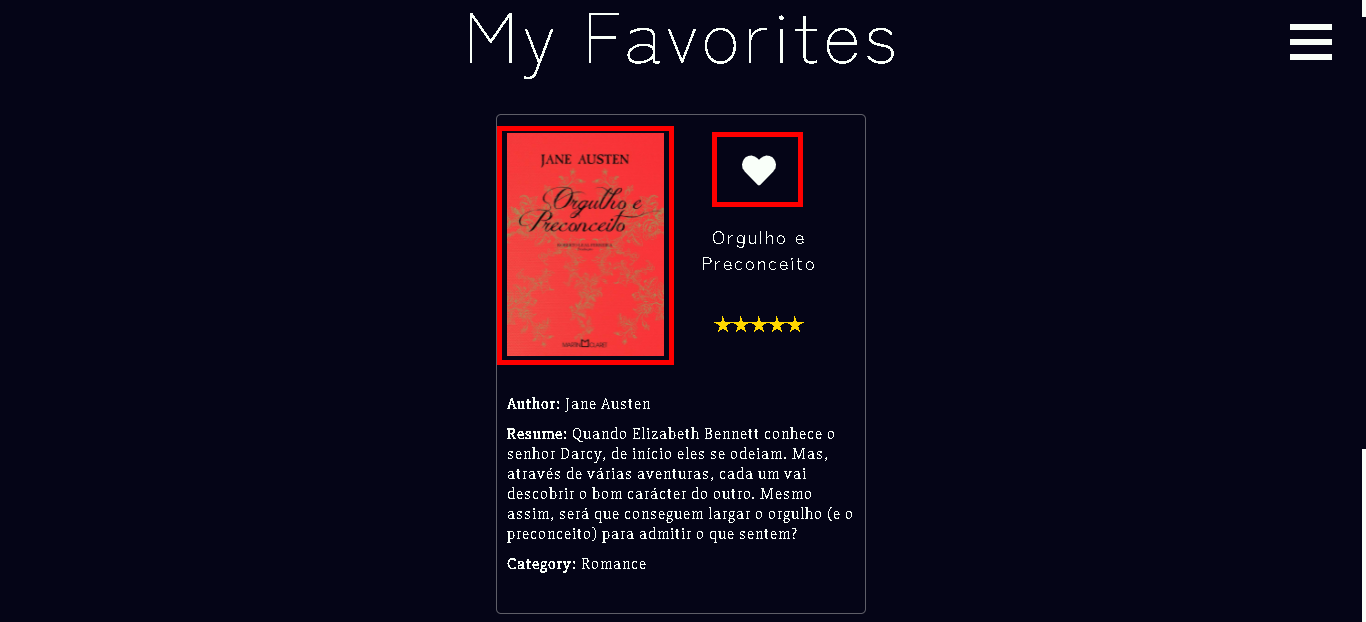 My Favorites
JANE AUSTEN
Orgulho e
Preconceito
MARTIN CLARET
Orgulho e
Preconceito
Author: Jane Austen
Resume: Quando Elizabeth Bennett conhece o
senhor Darcy, de início eles se odeiam. Mas,
através de várias aventuras, cada um vai
descobrir o bom carácter do outro. Mesmo
assim, será que conseguem largar o orgulho (e o
preconceito) para admitir o que sentem?
Category: Romance